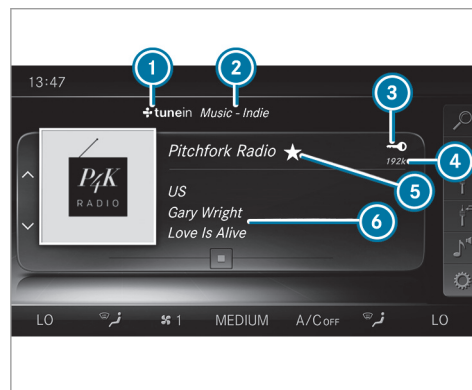 1 2
13:47
3
tunein Music - Indie
4
192k
Pitchfork Radio
5
P4K
RADIO
US
Gary Wright
6
Love Is Alive
LO 1 MEDIUM A/C OFF LO